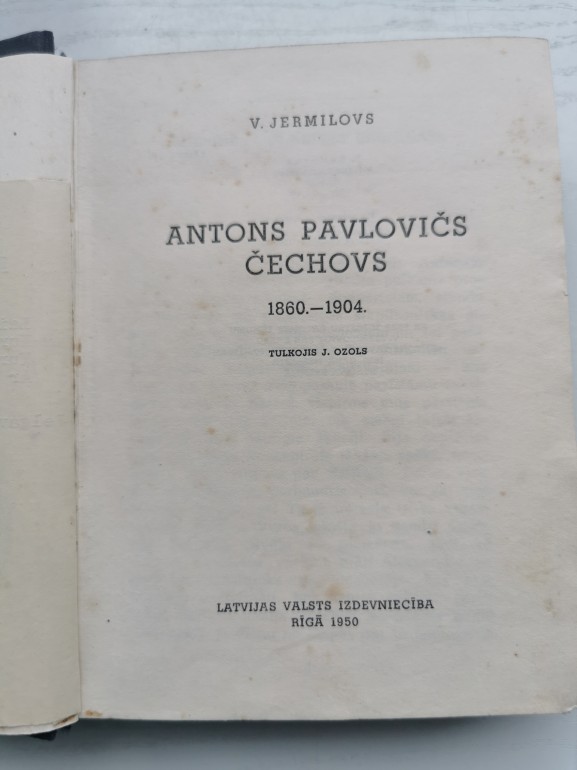 V. JERMILOVS
ANTONS PAVLOVIČS
ČECHOVS
1860.—1904.
TULKOJIS J. OZOLS
LATVIJAS VALSTS IZDEVNIECĪBA
RĪGĀ 1950